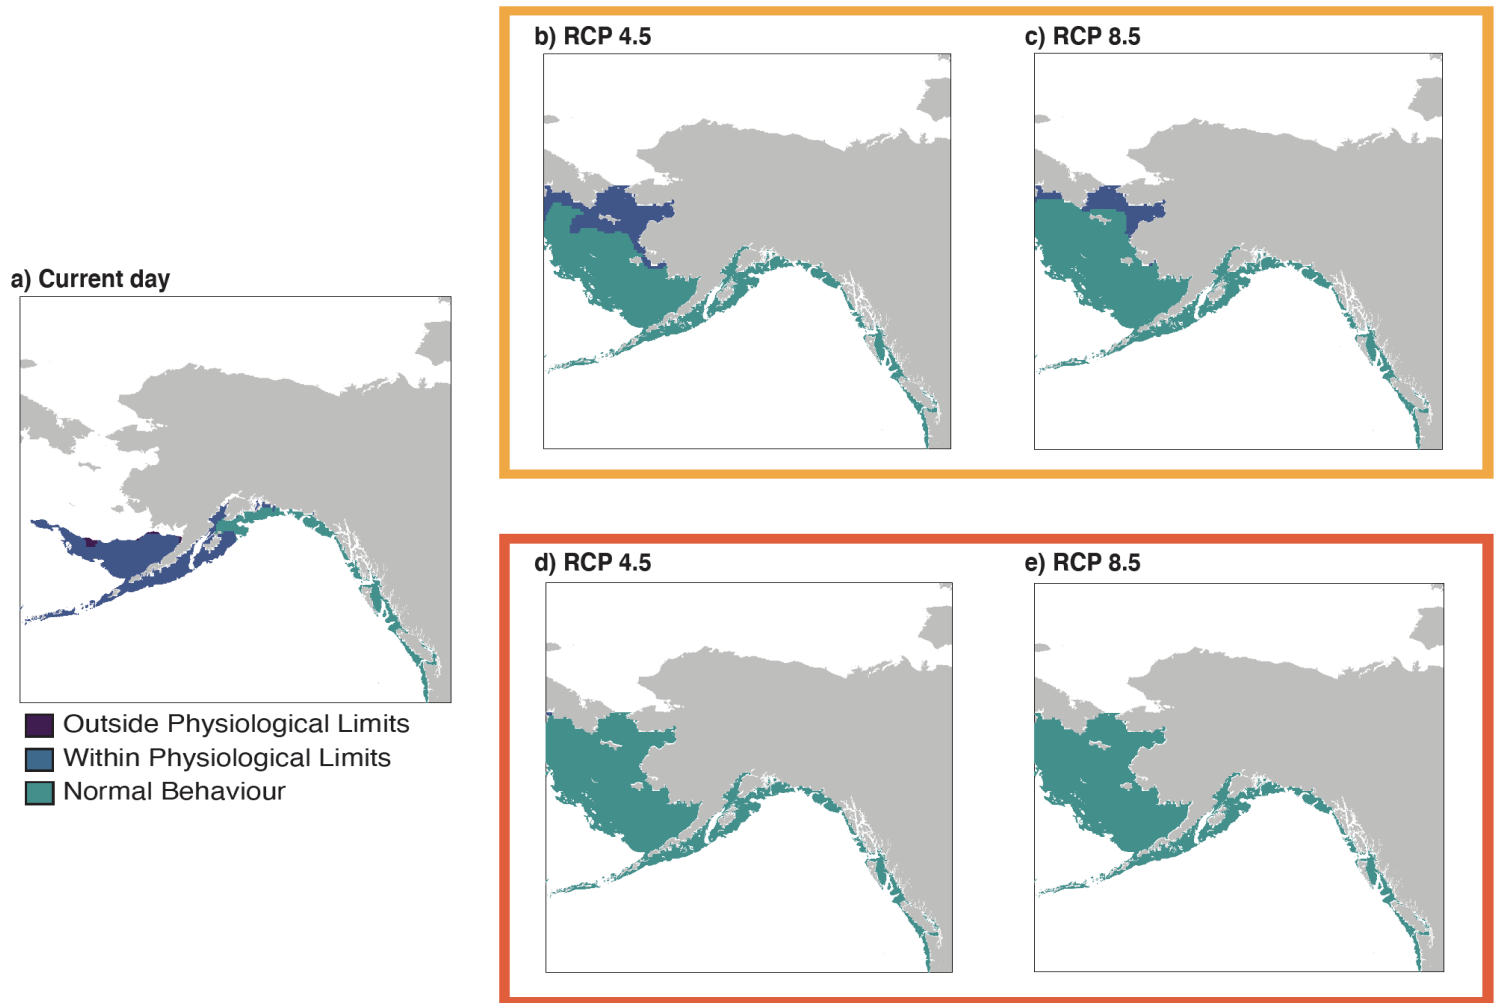 b) RCP 4.5
c) RCP 8.5
a) Current day
Outside Physiological Limits
Within Physiological Limits
Normal Behaviour
d) RCP 4.5
e) RCP 8.5